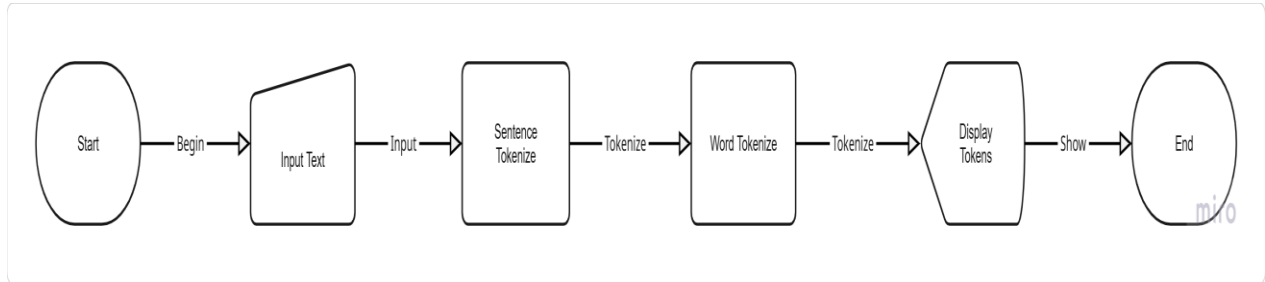 Start
Begin
Input Text
Input
Sentence
Tokenize
Tokenize
Word Tokenize
Tokenize
Display
Tokens
Show
End
miro